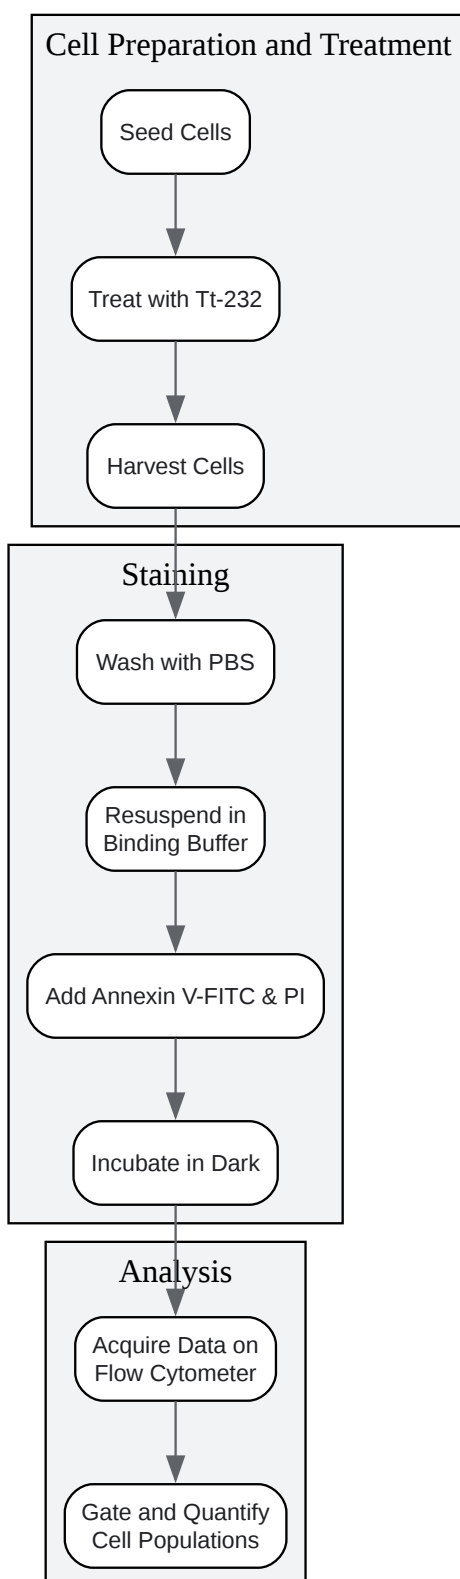 Cell Preparation and Treatment
Seed Cells
Treat with Tt-232
Harvest Cells
Staining
Wash with PBS
Resuspend in
Binding Buffer
Add Annexin V-FITC & PI
Incubate in Dark
Analysis
Acquire Data on
Flow Cytometer
Gate and Quantify
Cell Populations